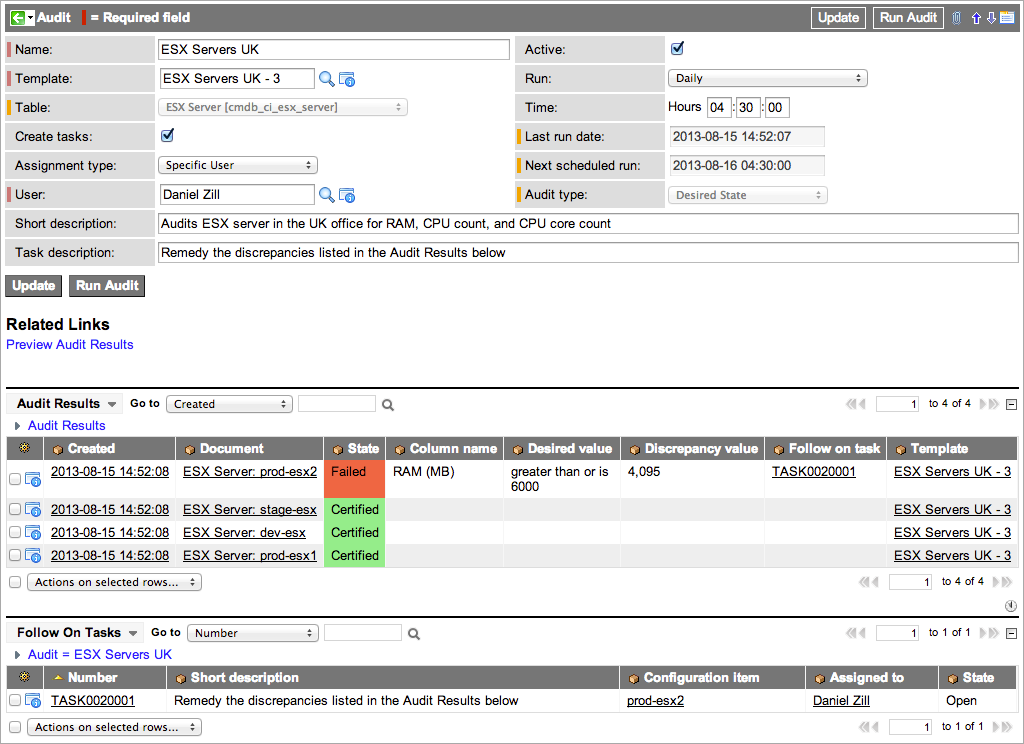 Audit = Required field Update Run Audit
Name: ESX Servers UK Active:
Template: ESX Servers UK - 3 Run: Daily
Table: ESX Server [cmdb_ci_esx_server] Time: Hours 04 : 30 : 00
Create tasks: Last run date: 2013-08-15 14:52:07
Assignment type: Specific User Next scheduled run: 2013-08-16 04:30:00
User: Daniel Zill Audit type: Desired State
Short description: Audits ESX server in the UK office for RAM, CPU count, and CPU core count
Task description: Remedy the discrepancies listed in the Audit Results below
Update Run Audit
Related Links
Preview Audit Results
Audit Results Go to Created 1 to 4 of 4
Audit Results
Created Document State Column name Desired value Discrepancy value Follow on task Template
2013-08-15 14:52:08 ESX Server: prod-esx2 Failed RAM (MB) greater than or is 4,095 TASK0020001 ESX Servers UK - 3
6000
2013-08-15 14:52:08 ESX Server: stage-esx Certified ESX Servers UK - 3
2013-08-15 14:52:08 ESX Server: dev-esx Certified ESX Servers UK - 3
2013-08-15 14:52:08 ESX Server: prod-esx1 Certified ESX Servers UK - 3
Actions on selected rows... 1 to 4 of 4
Follow On Tasks Go to Number 1 to 1 of 1
Audit = ESX Servers UK
Number Short description Configuration item Assigned to State
TASK0020001 Remedy the discrepancies listed in the Audit Results below prod-esx2 Daniel Zill Open
Actions on selected rows... 1 to 1 of 1